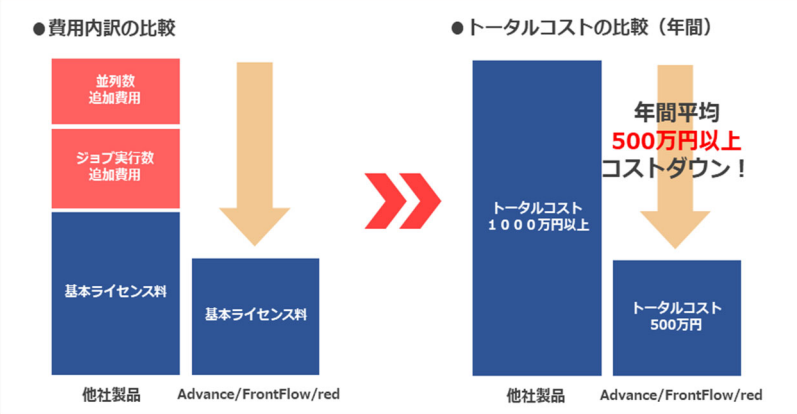 ●費用内訳の比較
並列数
追加費用
ジョブ実行数
追加費用
基本ライセンス料
基本ライセンス料
他社製品
Advance/FrontFlow/red
●トータルコストの比較（年間）
年間平均
500万円以上
コストダウン！
トータルコスト
１０００万円以上
トータルコスト
500万円
他社製品
Advance/FrontFlow/red